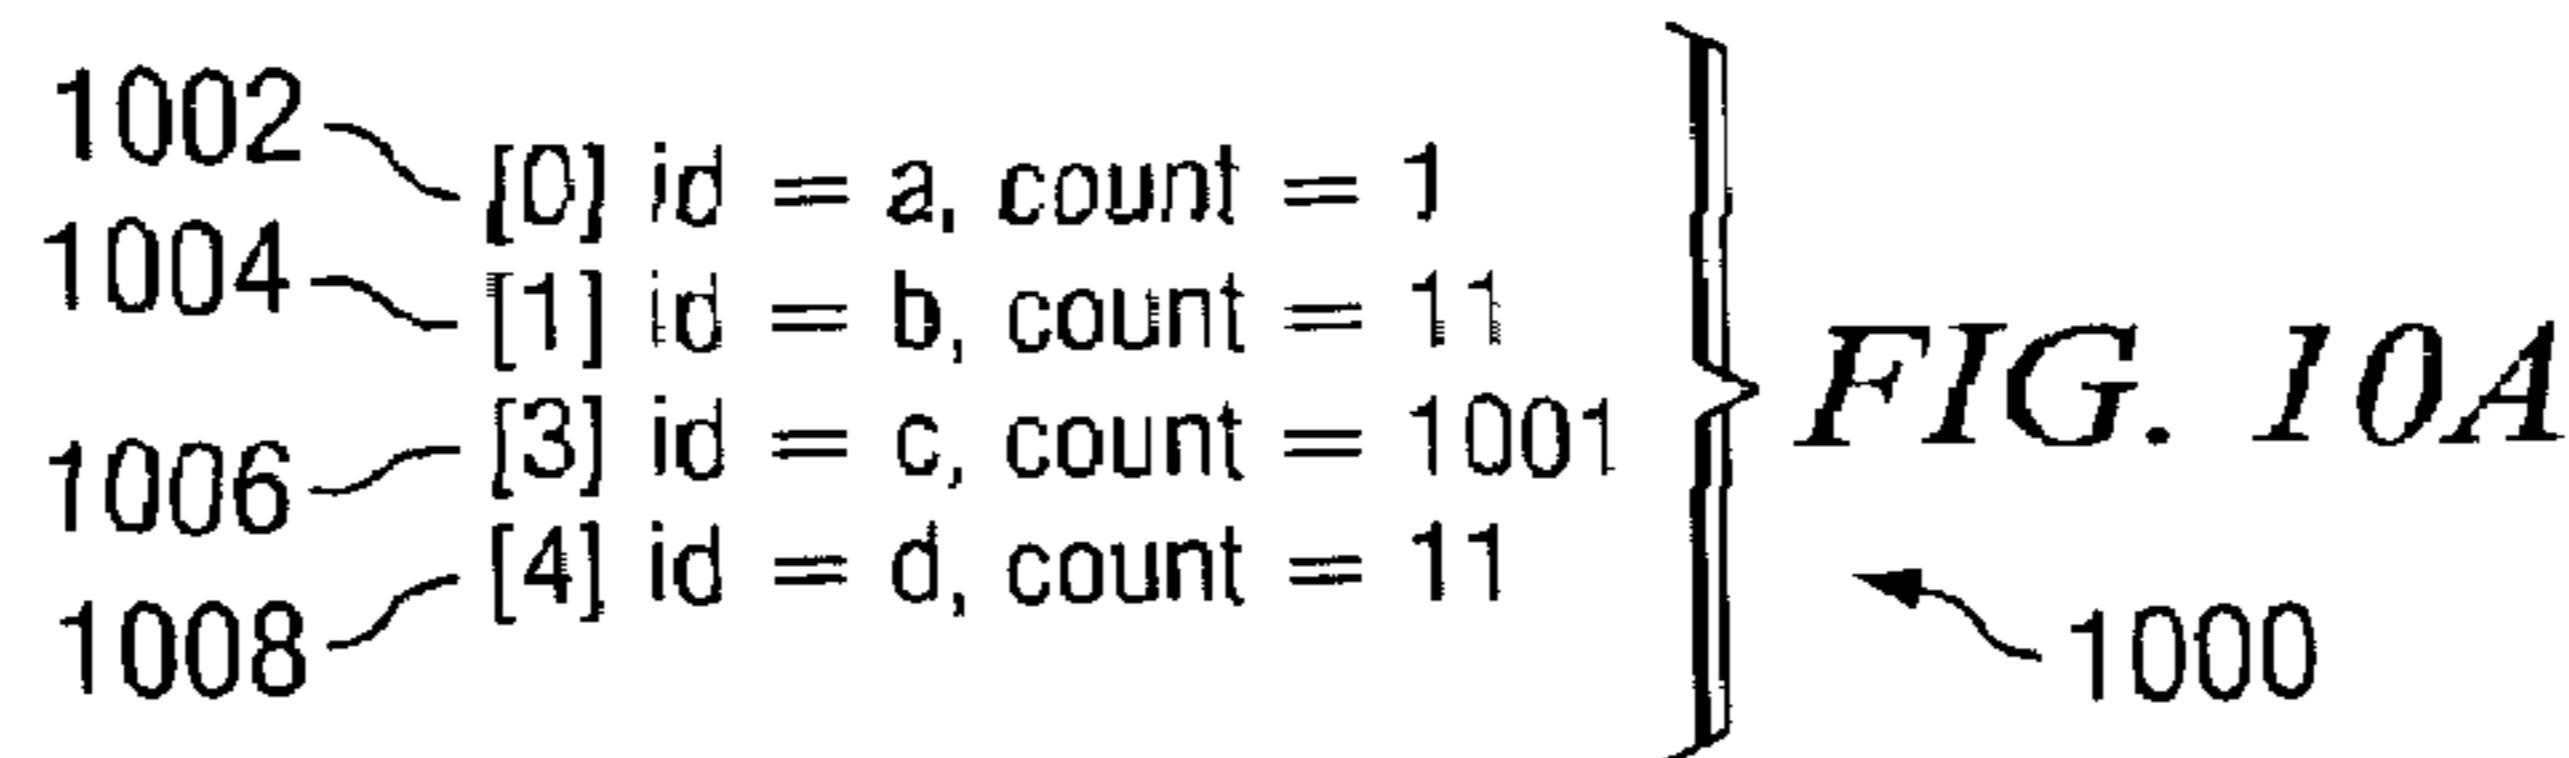 1002
[0] id = a, count = 1
1004
[1] id = b, count = 11
1006
[3] id = c, count = 1001
1008
[4] id = d, count = 11
FIG. 10A
1000